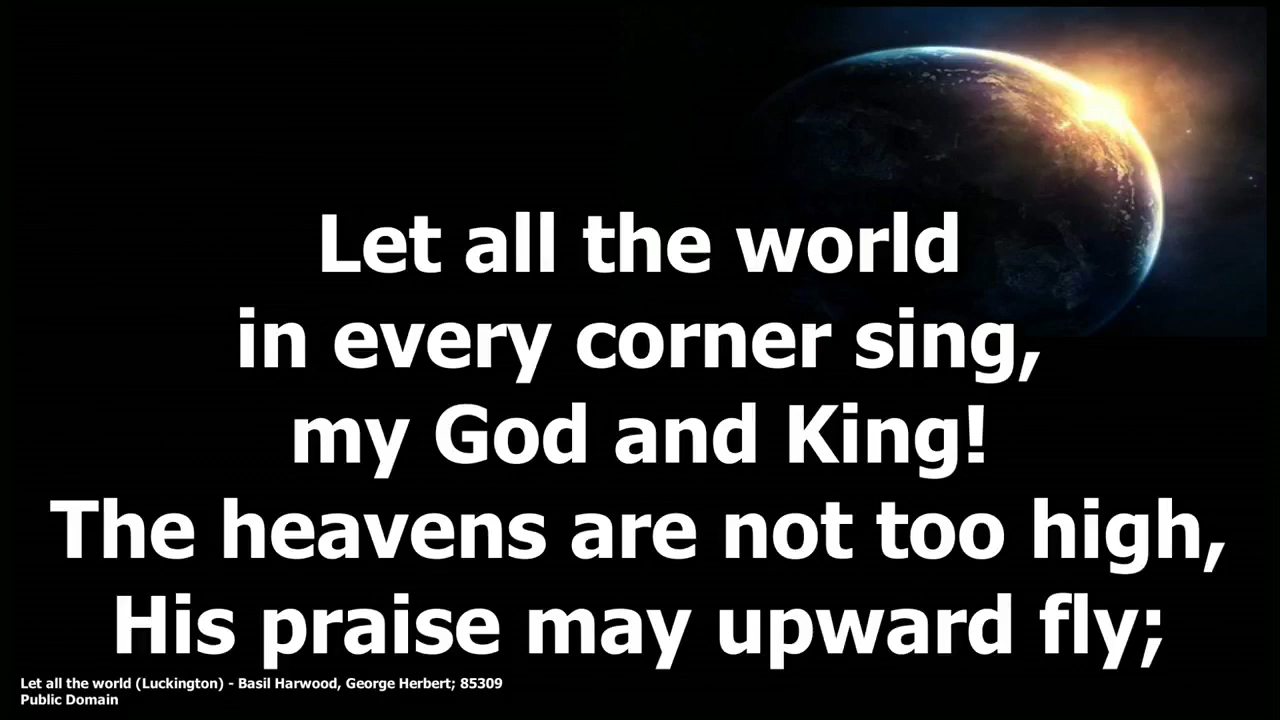 Let all the world
in every corner sing,
my God and King!
The heavens are not too high,
His praise may upward fly;
Let all the world (Luckington) - Basil Harwood, George Herbert; 85309
Public Domain